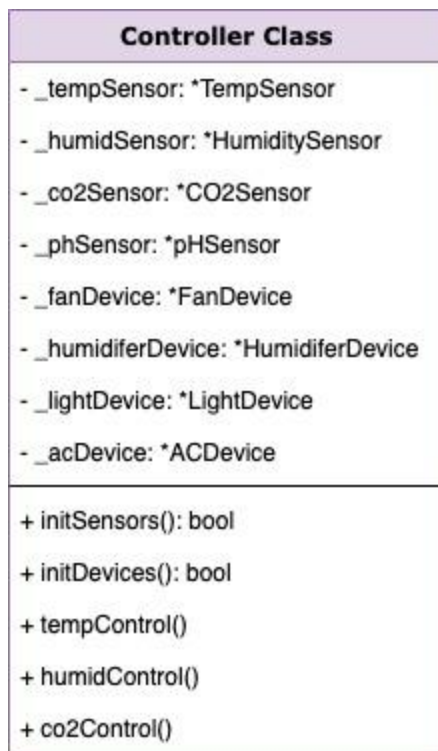 Controller Class
- _tempSensor: *TempSensor
- _humidSensor: *HumiditySensor
- _co2Sensor: *CO2Sensor
- _phSensor: *pHSensor
- _fanDevice: *FanDevice
- _humidiferDevice: *HumidiferDevice
- _lightDevice: *LightDevice
- _acDevice: *ACDevice
+ initSensors(): bool
+ initDevices(): bool
+ tempControl()
+ humidControl()
+ co2Control()